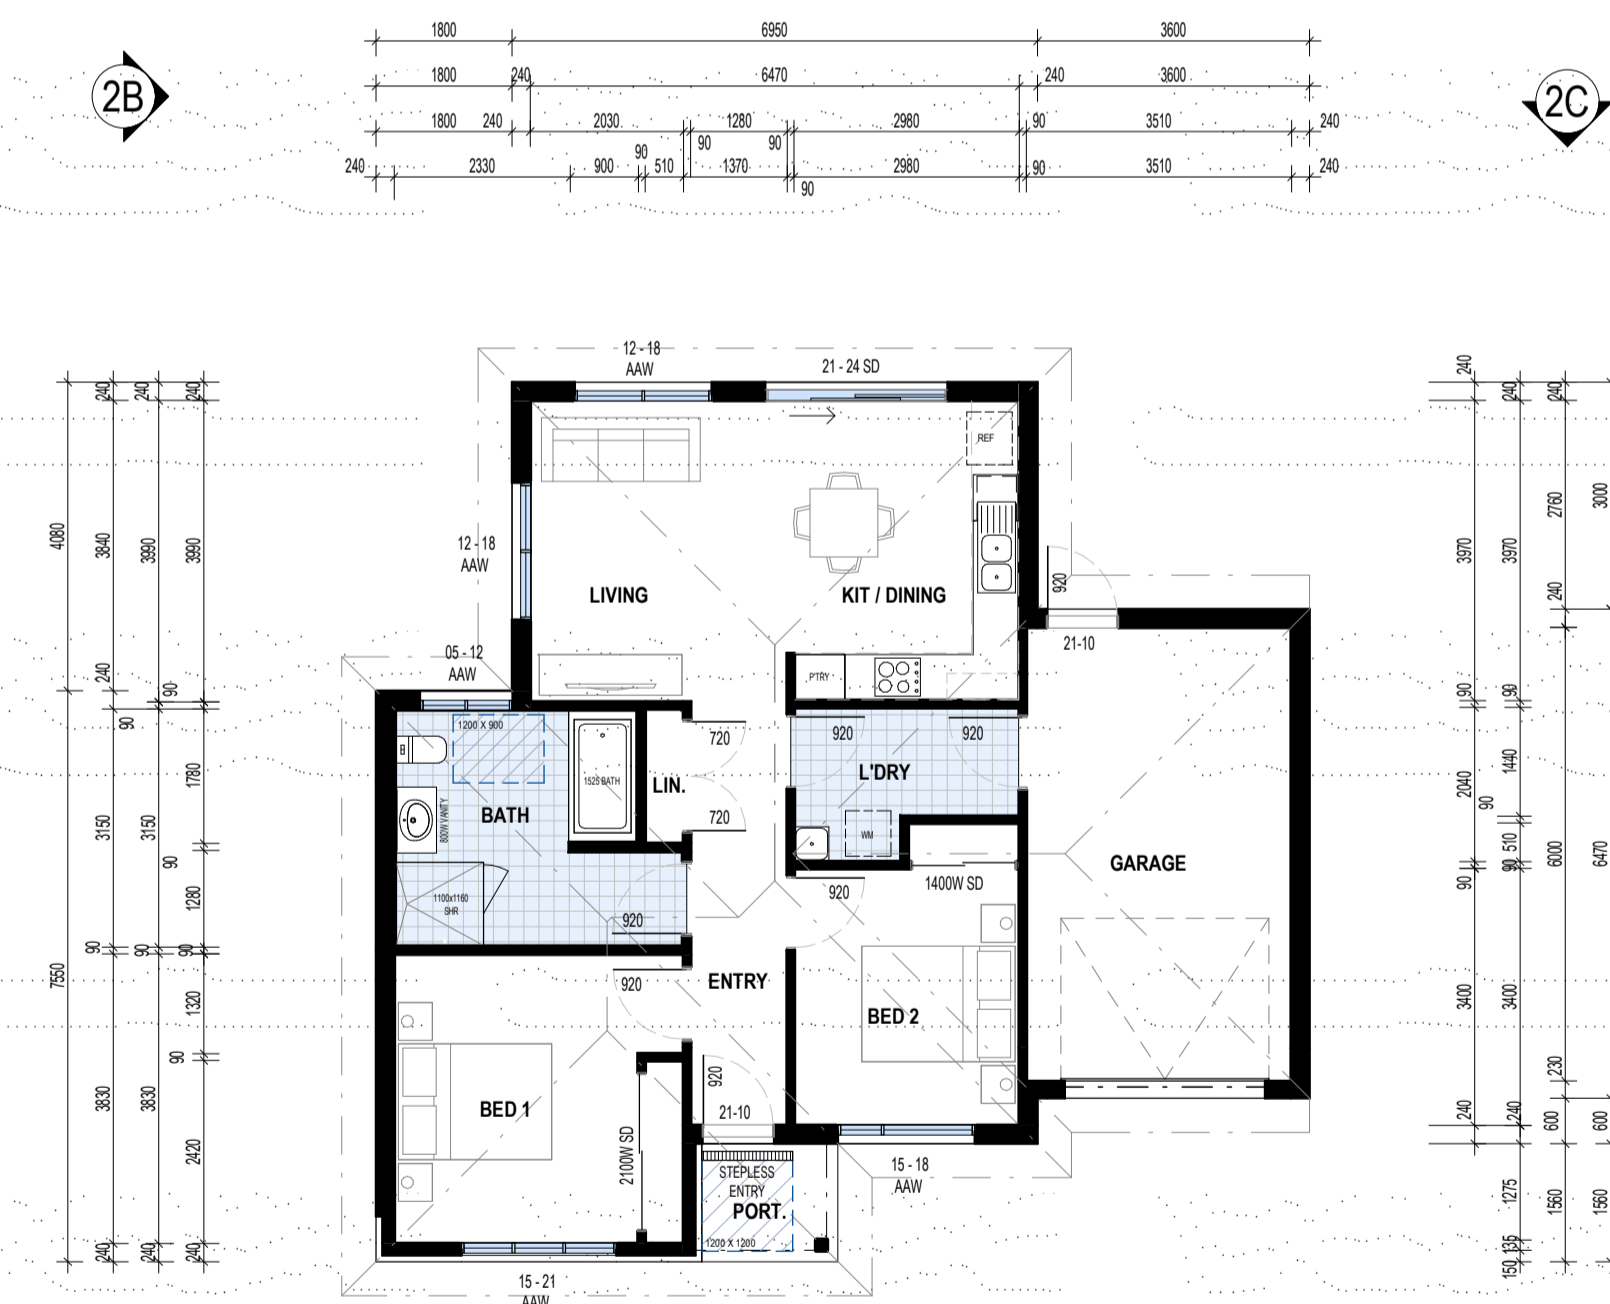 1800 6950 3600
2B
1800 240 6470 240 3600
2C
1800 240 2030 1280 2980 90 3510 240
90 90 90
240 2330 900 510 1370 2980 90 3510 240
90
12 - 18
AAW
21 - 24 SD
240 240 240 240
240 240 240
REF
4080 3840 3990 3990
12 - 18
AAW
3970 3970 2760 3000
LIVING
KIT / DINING
920
240
21-10
05 - 12
AAW
240 90
P'TRY
90 90
90
1200 X 900
720
920
920
1780
1525 BATH
LIN.
L'DRY
2040 1440
90
BATH
800W VANITY
720
WM
3150 3150
510
GARAGE
6000 6470
90
90 90
1400W SD
1280
1100x1160
SHR
920
920
90 90 90
7550
920
ENTRY
1320
BED 2
3400 3400
90
230
BED 1
920
21-10
3830 3830
240 240 600 600
2420
2100W SD
STEPLESS
ENTRY
PORT.
15 - 18
AAW
1275 1560 1560
1200 X 1200
240 240 240
135
150
15 - 21
AAW